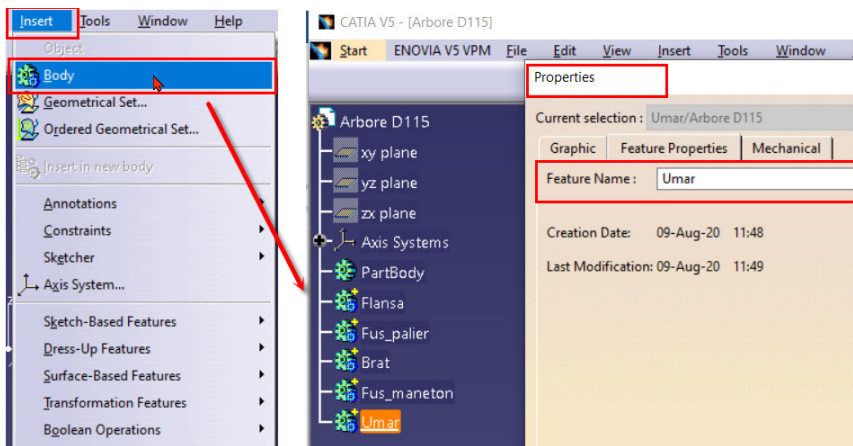 Insert Tools Window Help
Object
Body
Geometrical Set...
Ordered Geometrical Set...
Insert in new body
Annotations
Constraints
Sketcher
Axis System...
Sketch-Based Features
Dress-Up Features
Surface-Based Features
Transformation Features
Boolean Operations
CATIA V5 - [Arbore D115]
Start ENOVIA V5 VPM File Edit View Insert Tools Window
Arbore D115
xy plane
yz plane
zx plane
Axis Systems
PartBody
Flansa
Fus_palier
Brat
Fus_maneton
Umar
Properties
Current selection : Umar/Arbore D115
Graphic Feature Properties Mechanical
Feature Name : Umar
Creation Date: 09-Aug-20 11:48
Last Modification: 09-Aug-20 11:49